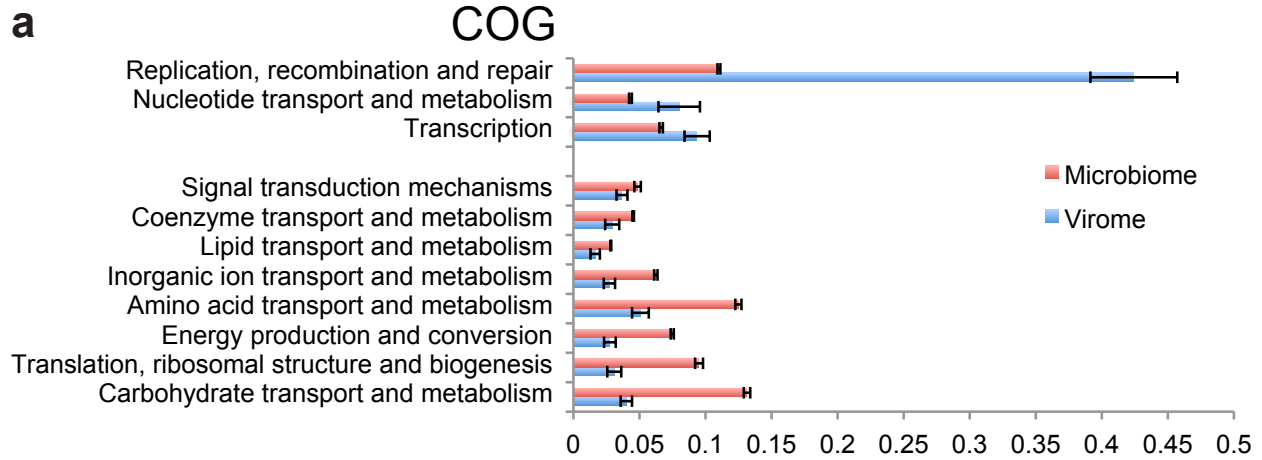 a
COG
Replication, recombination and repair
Nucleotide transport and metabolism
Transcription
Signal transduction mechanisms
Coenzyme transport and metabolism
Lipid transport and metabolism
Inorganic ion transport and metabolism
Amino acid transport and metabolism
Energy production and conversion
Translation, ribosomal structure and biogenesis
Carbohydrate transport and metabolism
Microbiome
Virome
0 0.05 0.1 0.15 0.2 0.25 0.3 0.35 0.4 0.45 0.5